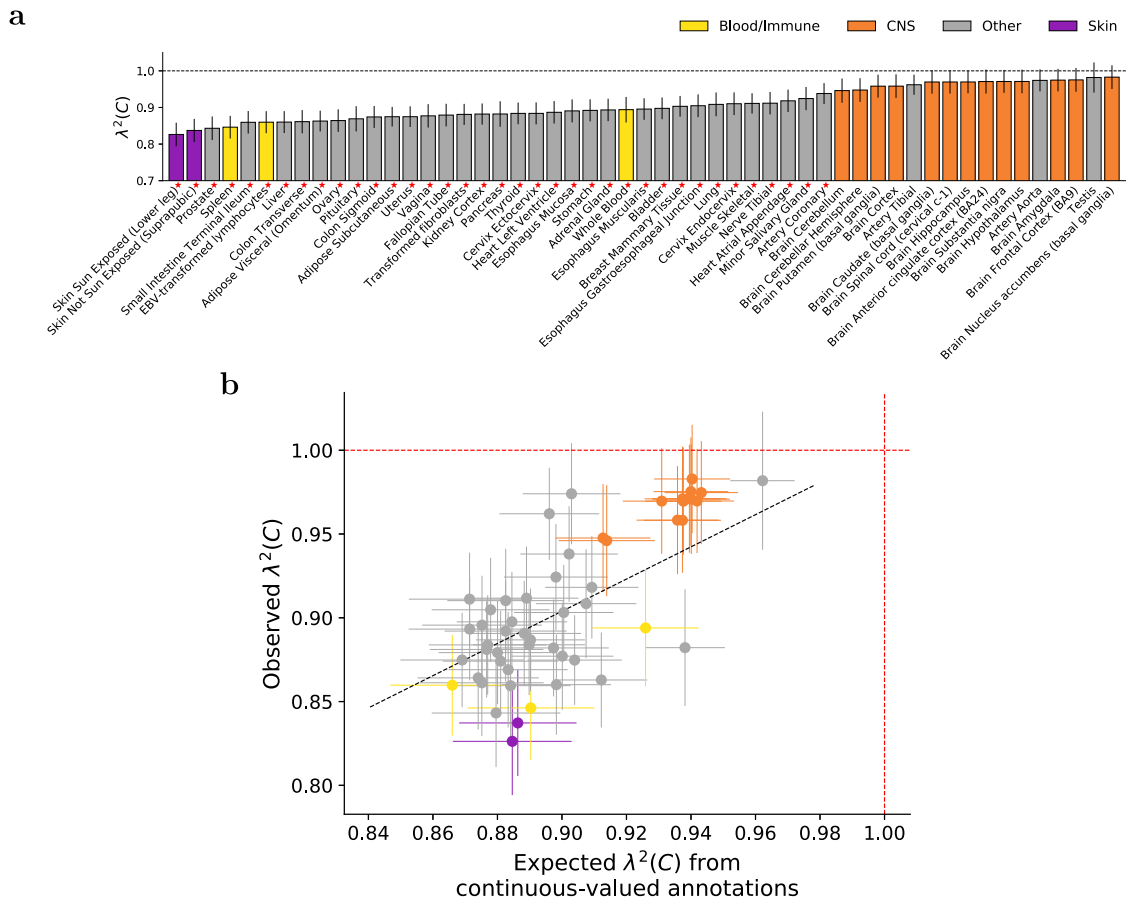 a
Blood/Immune
CNS
Other
Skin
1.0
0.9
0.8
0.7
λ²(C)
Skin Sun Exposed (Lower leg)
Skin Not Sun Exposed (Suprapubic)
Prostate
Spleen
Small Intestine Terminal Ileum
EBV-transformed lymphocytes
Liver
Colon Transverse
Adipose Visceral (Omentum)
Ovary
Pituitary
Colon Sigmoid
Adipose Subcutaneous
Uterus
Vagina
Fallopian Tube
Transformed fibroblasts
Kidney Cortex
Pancreas
Thyroid
Cervix Ectocervix
Heart Left Ventricle
Esophagus Mucosa
Stomach
Adrenal Gland
Whole Blood
Esophagus Muscularis
Bladder
Breast Mammary Tissue
Esophagus Gastroesophageal Junction
Lung
Cervix Endocervix
Muscle Skeletal
Nerve Tibial
Heart Atrial Appendage
Minor Salivary Gland
Artery Coronary
Brain Cerebellum
Brain Cerebellar Hemisphere
Brain Putamen (basal ganglia)
Brain Cortex
Artery Tibial
Brain Caudate (basal ganglia)
Brain Spinal cord (cervical C-1)
Brain Hippocampus
Brain Anterior cingulate cortex (BA24)
Brain Substantia nigra
Brain Hypothalamus
Artery Aorta
Brain Amygdala
Brain Frontal Cortex (BA9)
Testis
Brain Nucleus accumbens (basal ganglia)
b
1.00
0.95
0.90
0.85
0.80
Observed λ²(C)
0.84 0.86 0.88 0.90 0.92 0.94 0.96 0.98 1.00
Expected λ²(C) from
continuous-valued annotations